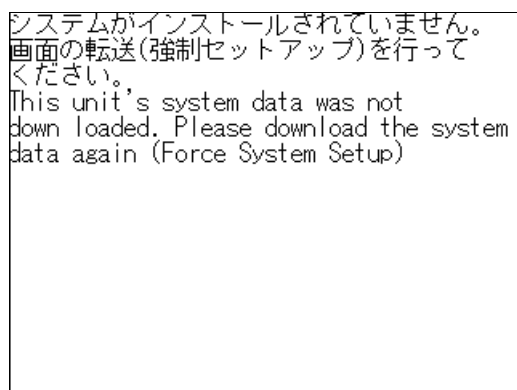 システムがインストールされていません。
画面の転送(強制セットアップ)を行って
ください。
This unit's system data was not
down loaded. Please download the system
data again (Force System Setup)